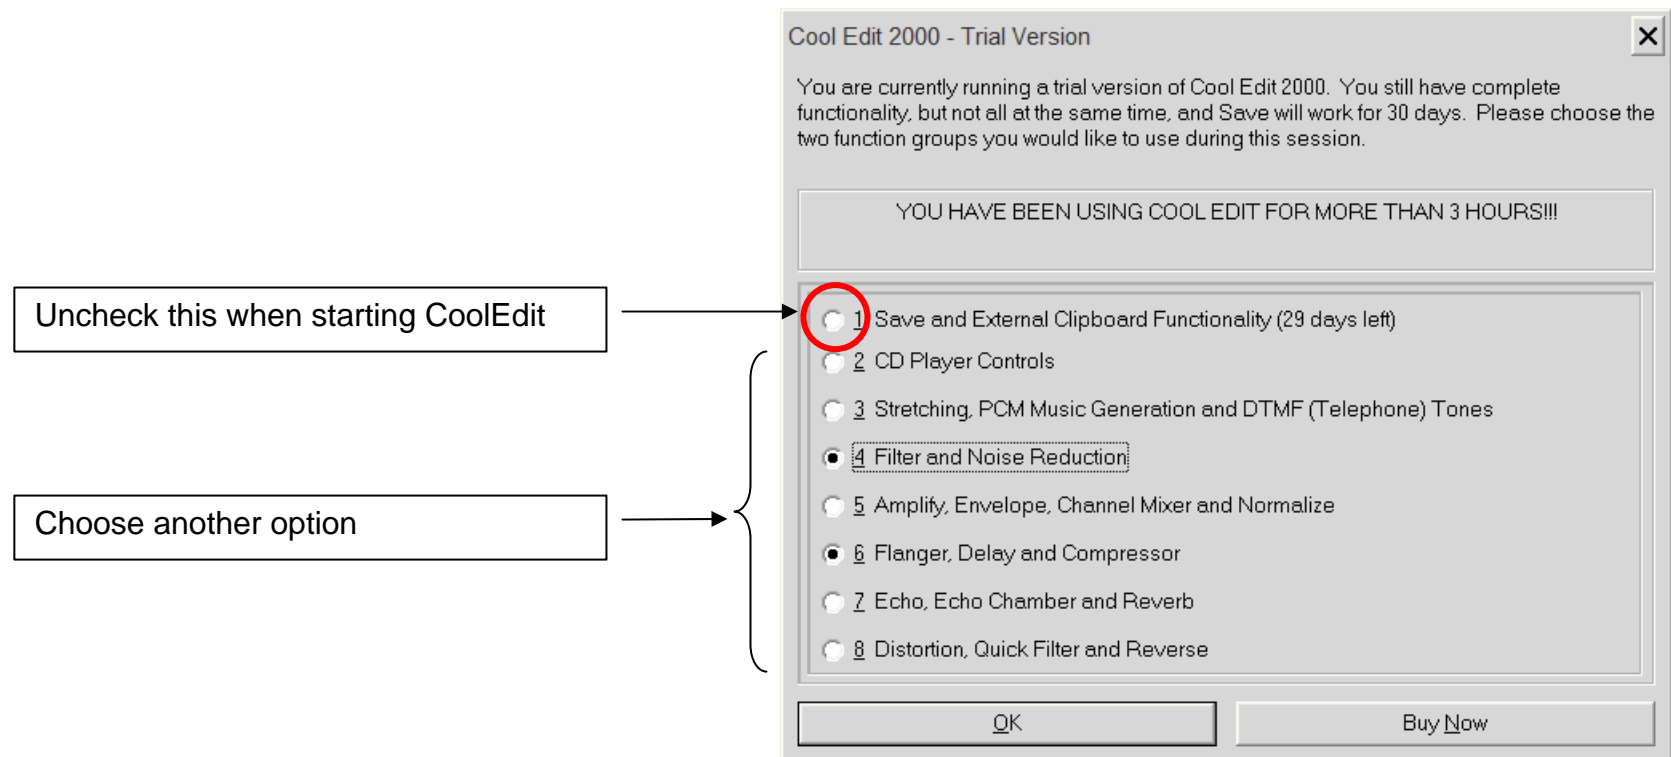 Cool Edit 2000 - Trial Version
You are currently running a trial version of Cool Edit 2000.  You still have complete
functionality, but not all at the same time, and Save will work for 30 days.  Please choose the
two function groups you would like to use during this session.
YOU HAVE BEEN USING COOL EDIT FOR MORE THAN 3 HOURS!!!
Uncheck this when starting CoolEdit
1 Save and External Clipboard Functionality (29 days left)
2 CD Player Controls
3 Stretching, PCM Music Generation and DTMF (Telephone) Tones
4 Filter and Noise Reduction
Choose another option
5 Amplify, Envelope, Channel Mixer and Normalize
6 Flanger, Delay and Compressor
7 Echo, Echo Chamber and Reverb
8 Distortion, Quick Filter and Reverse
OK
Buy Now